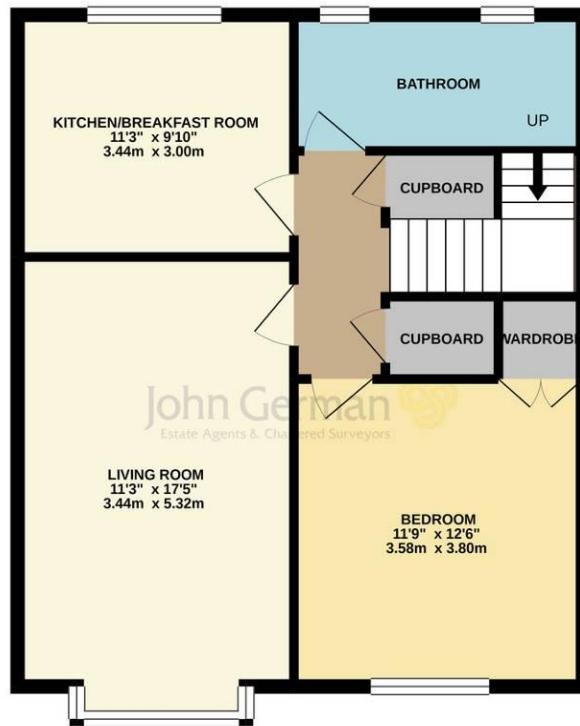 KITCHEN/BREAKFAST ROOM
11'3" x 9'10"
3.44m x 3.00m
BATHROOM
UP
CUPBOARD
CUPBOARD
WARDROBE
John German
Estate Agents & Chartered Surveyors
LIVING ROOM
11'3" x 17'5"
3.44m x 5.32m
BEDROOM
11'9" x 12'6"
3.58m x 3.80m